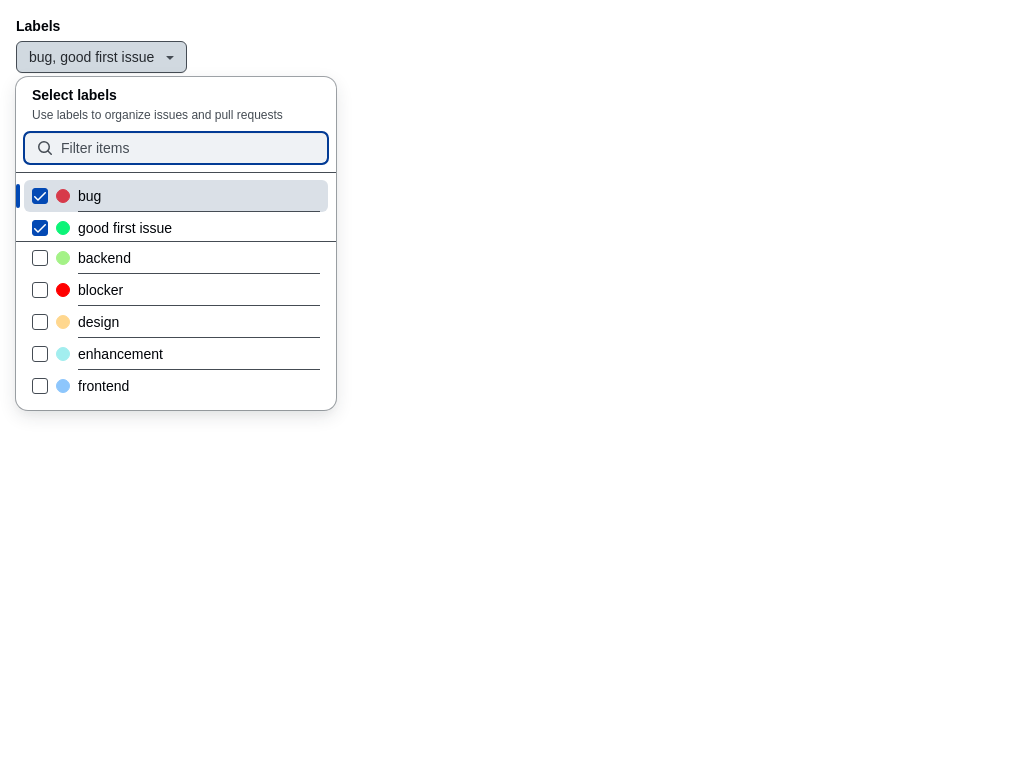 Labels
bug, good first issue
Select labels
Use labels to organize issues and pull requests
Filter items
bug
good first issue
backend
blocker
design
enhancement
frontend